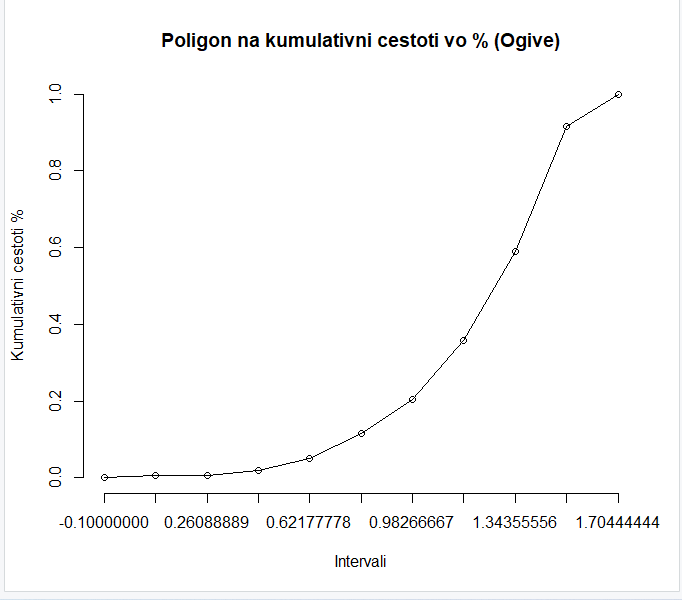 Poligon na kumulativni cestoti vo % (Ogive)
Kumulativni cestoti %
1.0
0.8
0.6
0.4
0.2
0.0
-0.10000000 0.26088889 0.62177778 0.98266667 1.34355556 1.70444444
Intervali